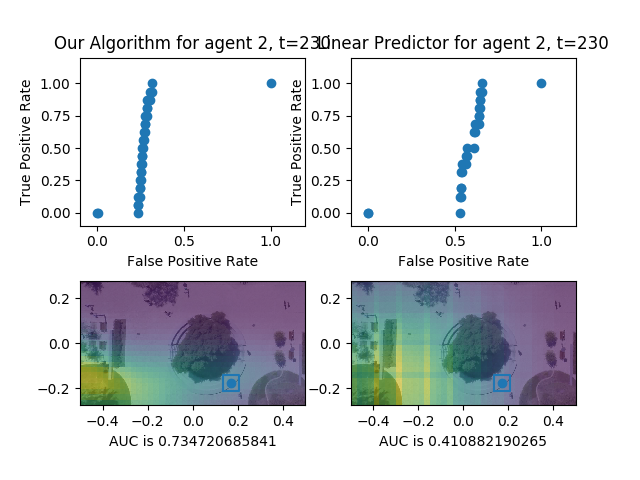 Our Algorithm for agent 2, t=230
Linear Predictor for agent 2, t=230
True Positive Rate
1.00
0.75
0.50
0.25
0.00
0.0 0.5 1.0
False Positive Rate
True Positive Rate
1.00
0.75
0.50
0.25
0.00
0.0 0.5 1.0
False Positive Rate
0.2
0.0
−0.2
−0.4 −0.2 0.0 0.2 0.4
AUC is 0.734720685841
0.2
0.0
−0.2
−0.4 −0.2 0.0 0.2 0.4
AUC is 0.410882190265